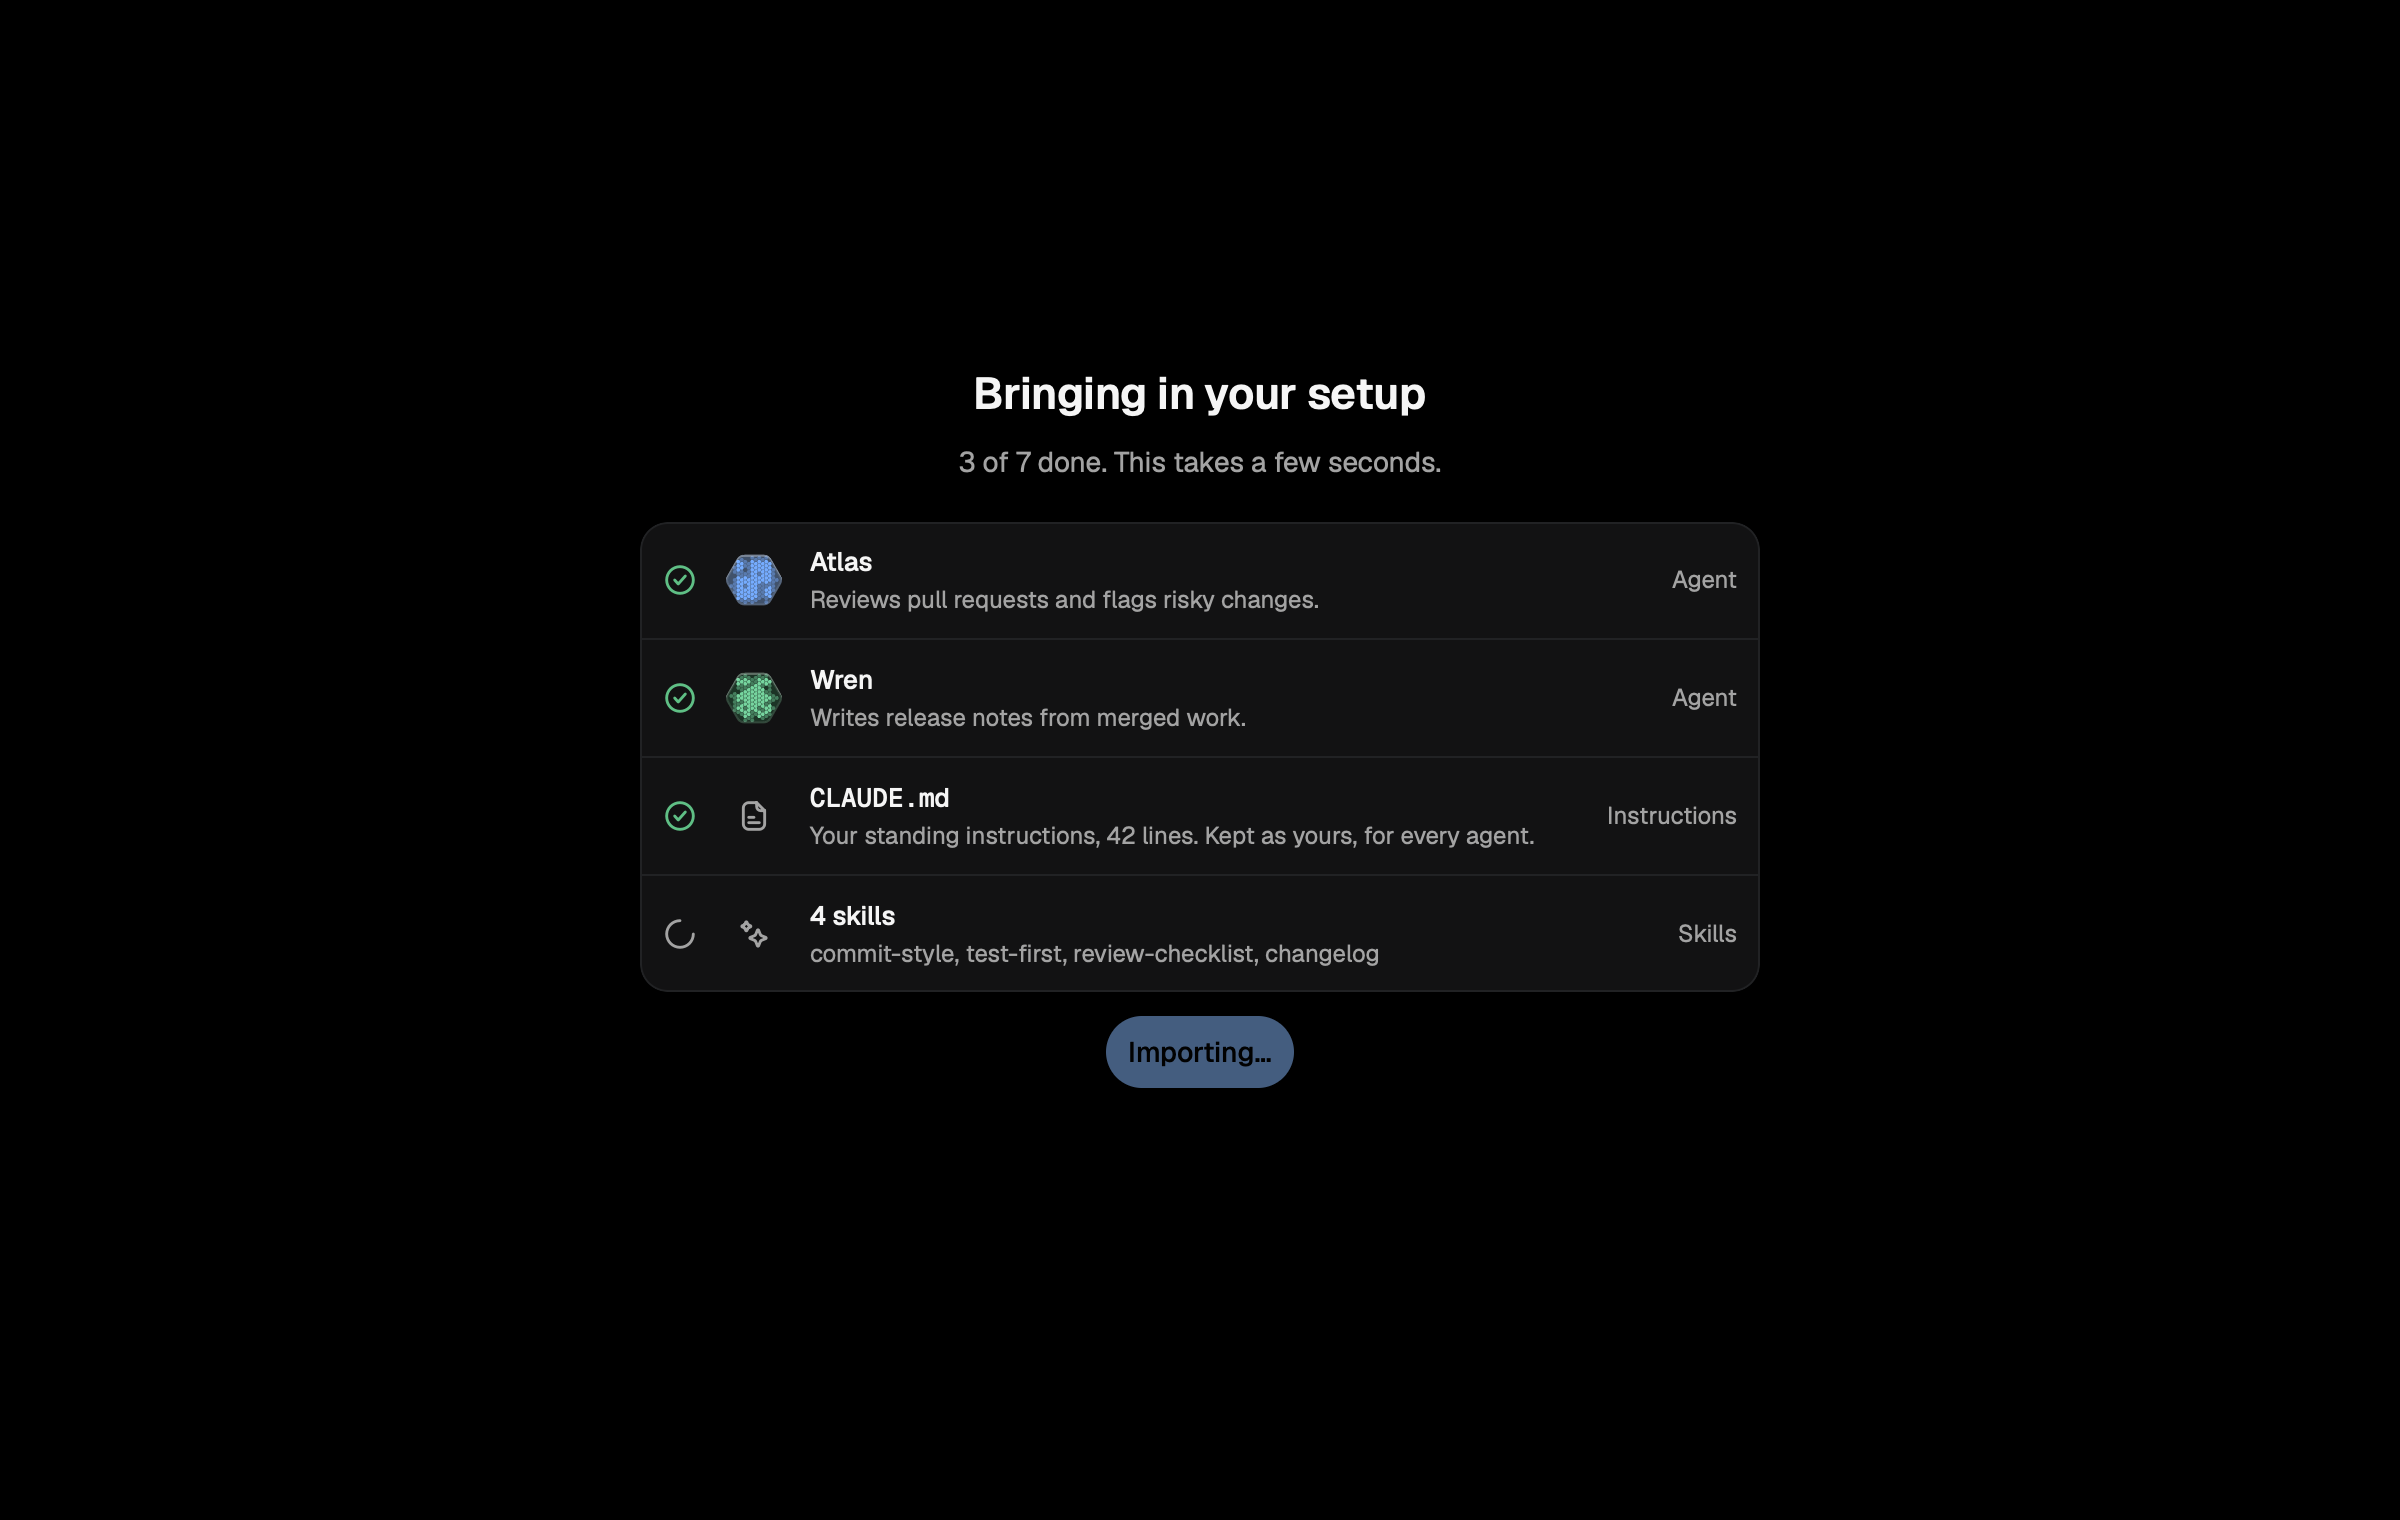 Bringing in your setup
3 of 7 done. This takes a few seconds.
Atlas
Reviews pull requests and flags risky changes.
Agent
Wren
Writes release notes from merged work.
Agent
CLAUDE.md
Your standing instructions, 42 lines. Kept as yours, for every agent.
Instructions
4 skills
commit-style, test-first, review-checklist, changelog
Skills
Importing...